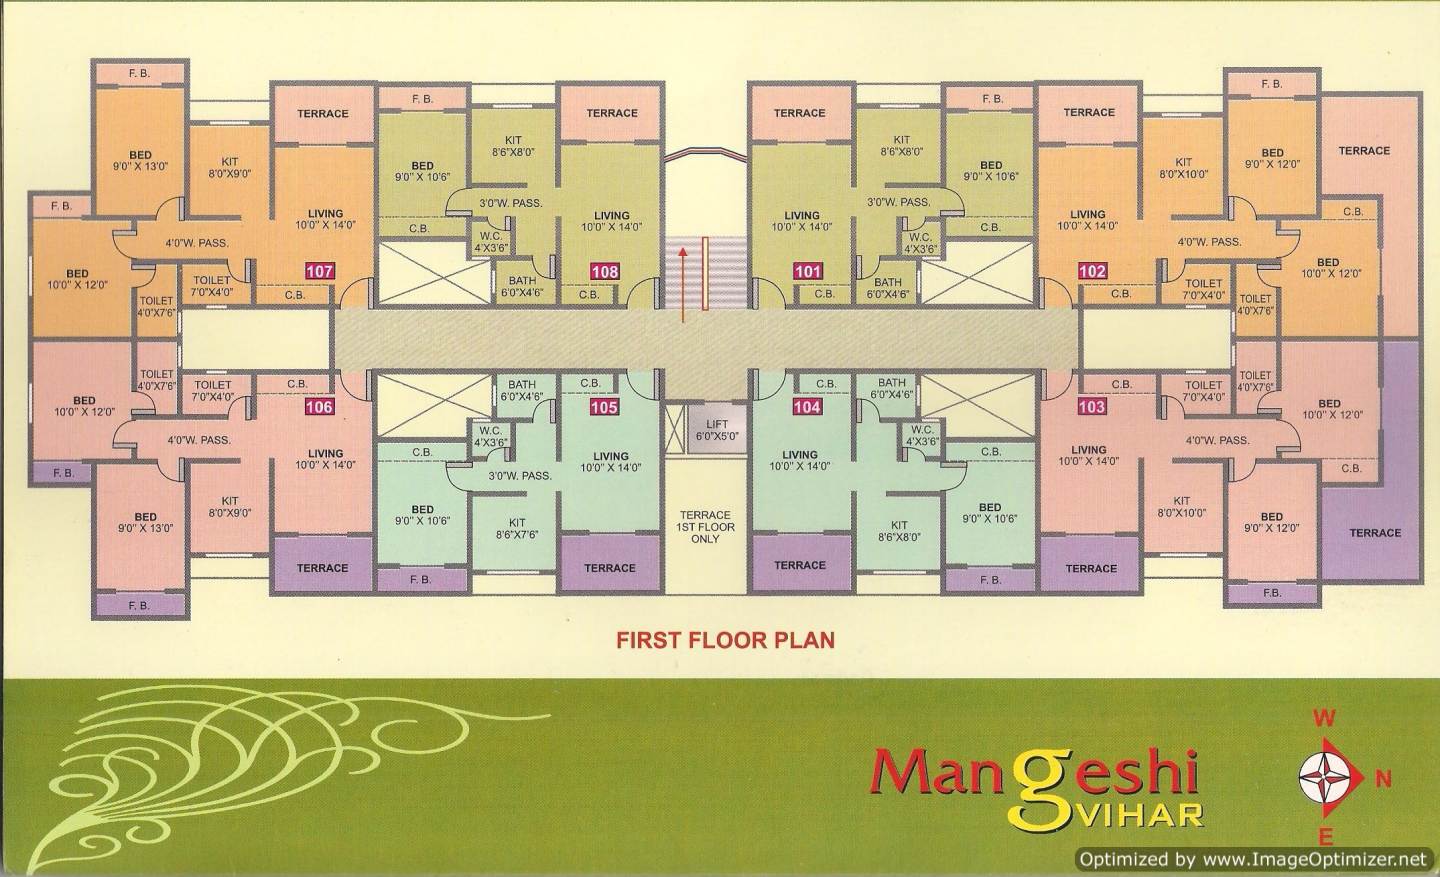 F. B.
TERRACE
F. B.
TERRACE
TERRACE
F. B.
TERRACE
F. B.
TERRACE
BED
9'0" X 13'0"
KIT
8'0"X9'0"
BED
9'0" X 10'6"
KIT
8'6"X8'0"
KIT
8'6"X8'0"
BED
9'0" X 10'6"
KIT
8'0"X10'0"
BED
9'0" X 12'0"
F. B.
LIVING
10'0" X 14'0"
3'0"W. PASS.
LIVING
10'0" X 14'0"
LIVING
10'0" X 14'0"
3'0"W. PASS.
LIVING
10'0" X 14'0"
C.B.
4'0"W. PASS.
C.B.
W.C.
4'X3'6"
W.C.
4'X3'6"
C.B.
4'0"W. PASS.
BED
10'0" X 12'0"
107
108
101
102
BED
10'0" X 12'0"
TOILET
4'0"X7'6"
TOILET
7'0"X4'0"
C.B.
BATH
6'0"X4'6"
C.B.
C.B.
BATH
6'0"X4'6"
C.B.
TOILET
7'0"X4'0"
TOILET
4'0"X7'6"
TOILET
4'0"X7'6"
TOILET
7'0"X4'0"
C.B.
BATH
6'0"X4'6"
C.B.
C.B.
BATH
6'0"X4'6"
C.B.
TOILET
7'0"X4'0"
TOILET
4'0"X7'6"
BED
10'0" X 12'0"
106
105
104
103
BED
10'0" X 12'0"
4'0"W. PASS.
C.B.
W.C.
4'X3'6"
LIFT
6'0"X5'0"
W.C.
4'X3'6"
C.B.
4'0"W. PASS.
LIVING
10'0" X 14'0"
3'0"W. PASS.
LIVING
10'0" X 14'0"
LIVING
10'0" X 14'0"
LIVING
10'0" X 14'0"
C.B.
F. B.
BED
9'0" X 13'0"
KIT
8'0"X9'0"
BED
9'0" X 10'6"
KIT
8'6"X7'6"
TERRACE
1ST FLOOR
ONLY
KIT
8'6"X8'0"
BED
9'0" X 10'6"
KIT
8'0"X10'0"
BED
9'0" X 12'0"
TERRACE
F. B.
TERRACE
F. B.
TERRACE
TERRACE
F. B.
TERRACE
F.B.
FIRST FLOOR PLAN
Mangeshi
VIHAR
W
N
E
Optimized by www.ImageOptimizer.net